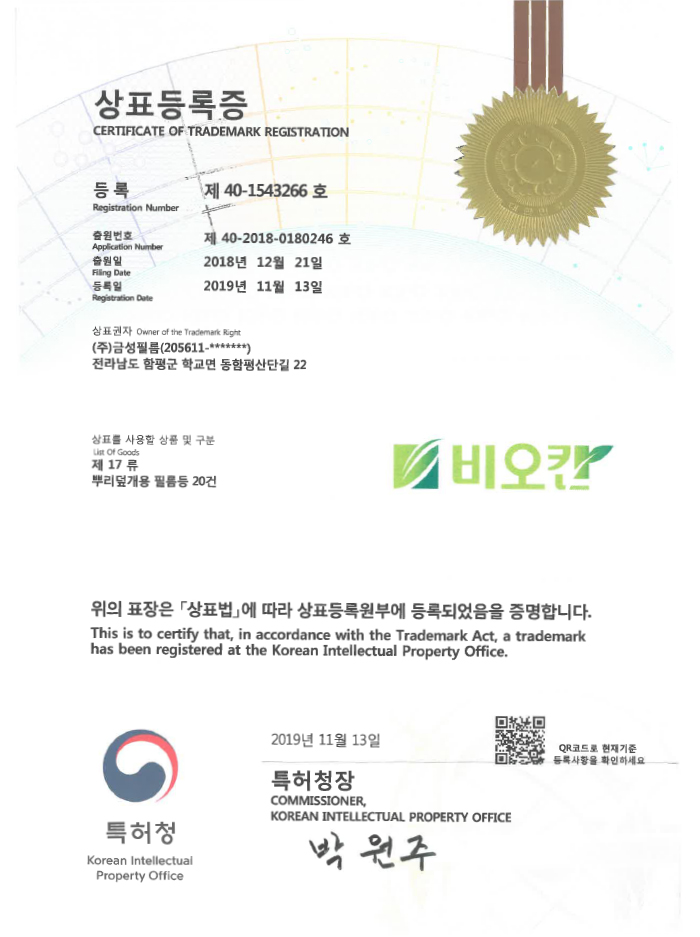 상표등록증
CERTIFICATE OF TRADEMARK REGISTRATION
등 록 제 40-1543266 호
Registration Number
출원번호 제 40-2018-0180246 호
Application Number
출원일 2018년 12월 21일
Filing Date
등록일 2019년 11월 13일
Registration Date
상표권자 Owner of the Trademark Right
(주)금성필름(205611-*******)
전라남도 함평군 학교면 동함평산단길 22
상표를 사용할 상품 및 구분
List Of Goods
제 17 류
뿌리덮개용 필름등 20건
비오칸
위의 표장은 「상표법」에 따라 상표등록원부에 등록되었음을 증명합니다.
This is to certify that, in accordance with the Trademark Act, a trademark
has been registered at the Korean Intellectual Property Office.
2019년 11월 13일
QR코드로 현재기준
등록사항을 확인하세요
특허청장
COMMISSIONER,
KOREAN INTELLECTUAL PROPERTY OFFICE
박 원 주
특허청
Korean Intellectual
Property Office